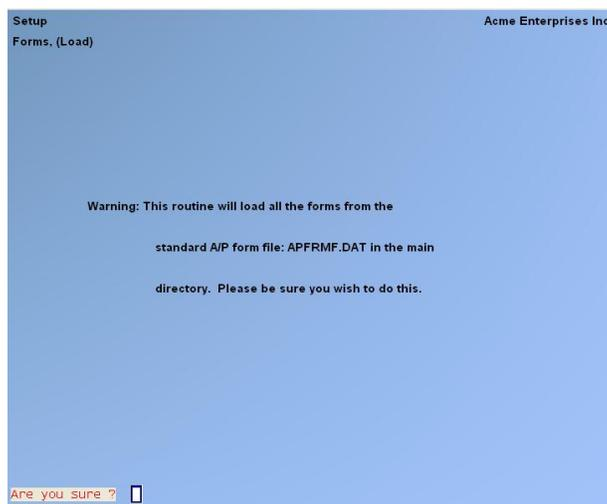 Setup Acme Enterprises Inc
Forms, (Load)
Warning: This routine will load all the forms from the
standard A/P form file: APFRMF.DAT in the main
directory. Please be sure you wish to do this.
Are you sure ?